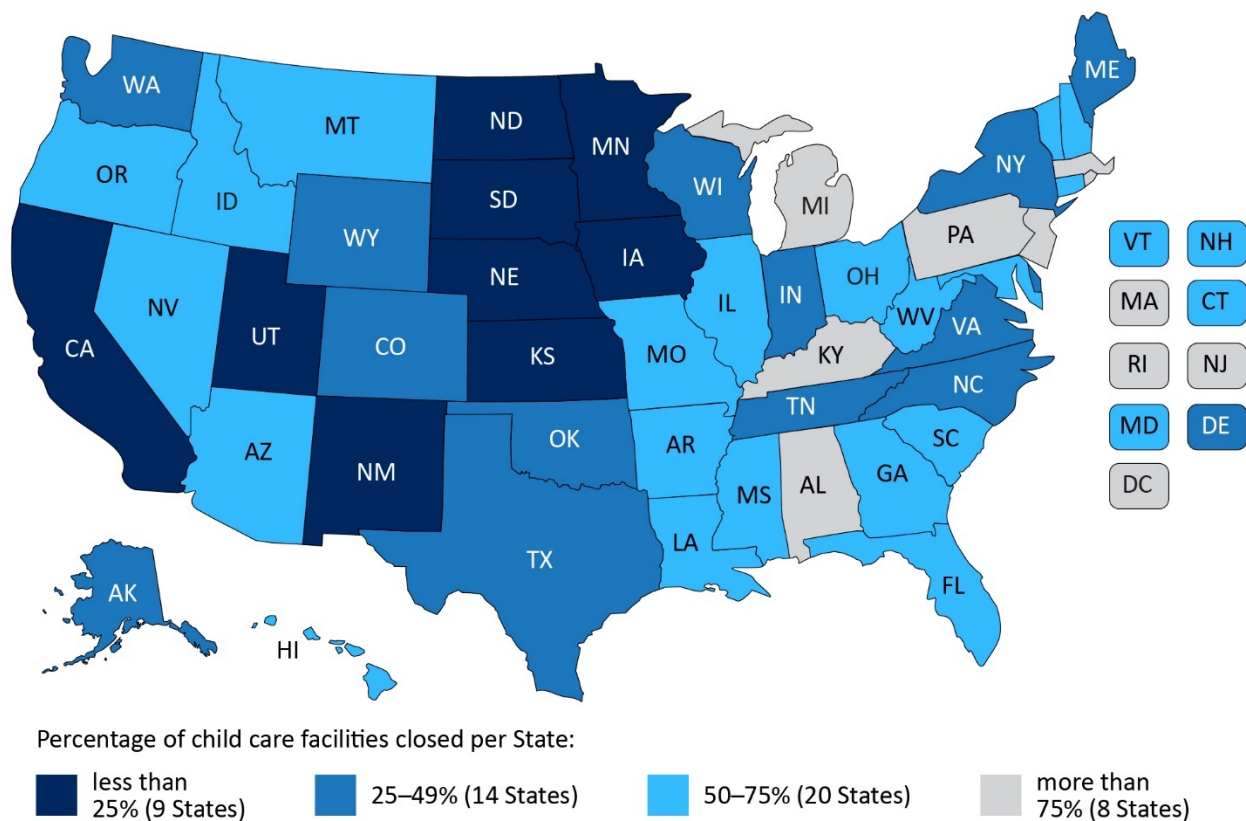 WA
ME
MT
ND
MN
OR
ID
SD
WI
NY
MI
WY
IA
PA
NE
VT
NH
NV
IL
IN
OH
MA
CT
UT
CO
WV
VA
CA
KS
MO
KY
RI
NJ
NC
TN
OK
AZ
NM
AR
SC
MD
DE
MS
AL
GA
DC
LA
TX
FL
AK
HI
Percentage of child care facilities closed per State:
less than
25% (9 States)
25–49% (14 States)
50–75% (20 States)
more than
75% (8 States)